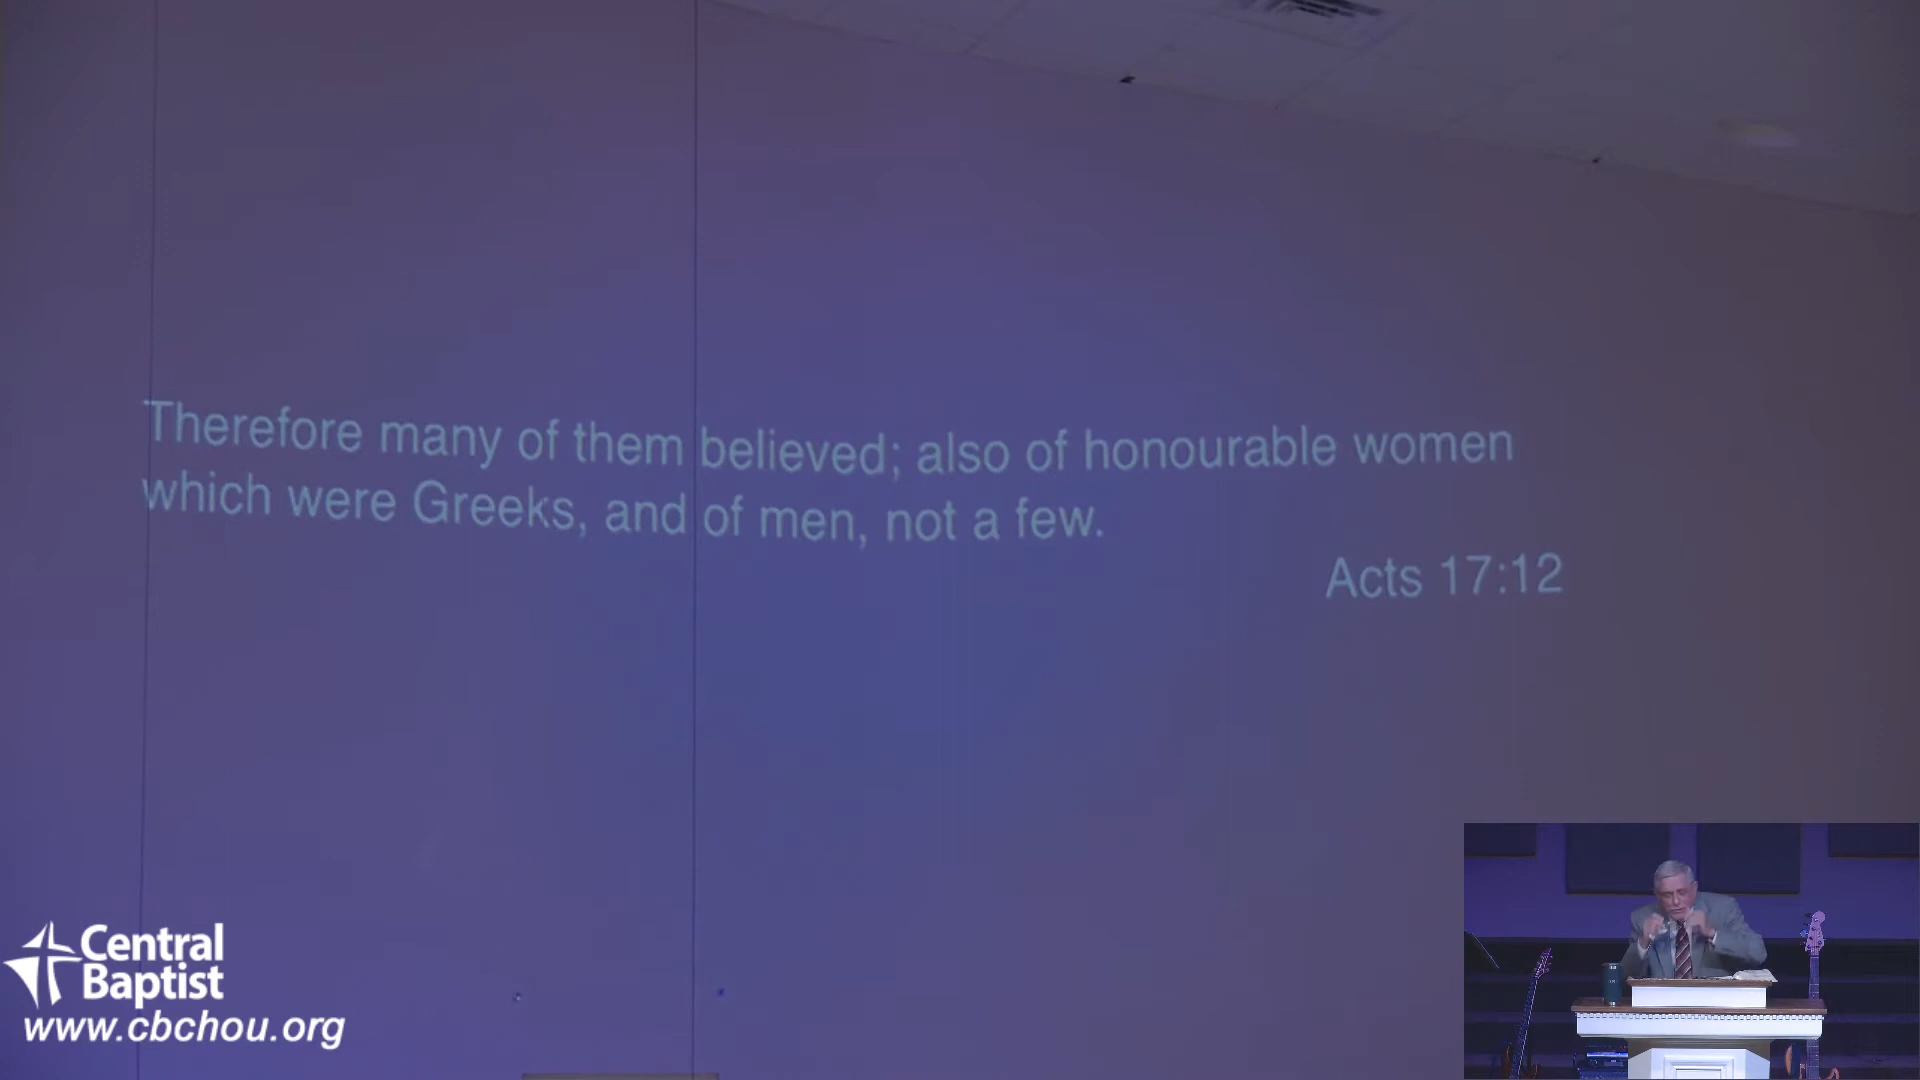 Therefore many of them believed; also of honourable women
which were Greeks, and of men, not a few.
Acts 17:12
Central
Baptist
www.cbchou.org